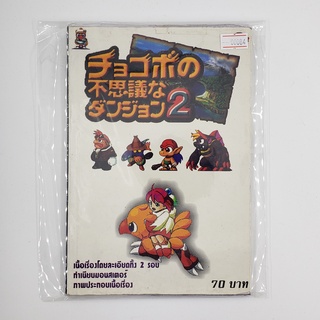 チョコボの
不思議な
ダンジョン2
เนื้อเรื่องโดยละเอียดทั้ง 2 รอบ
ทำเนียบมอนสเตอร์
ภาพประกอบเนื้อเรื่อง
70 บาท